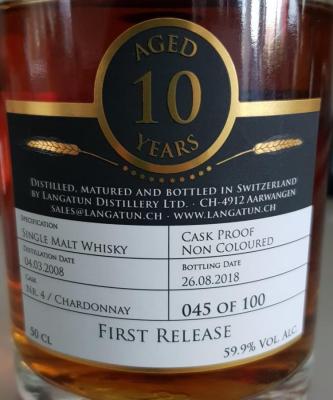 AGED
10
YEARS
DISTILLED, MATURED AND BOTTLED IN SWITZERLAND
BY LANGATUN DISTILLERY LTD. · CH-4912 AARWANGEN
SALES@LANGATUN.CH · WWW.LANGATUN.CH
SPECIFICATION
SINGLE MALT WHISKY
CASK PROOF
NON COLOURED
DISTILLATION DATE
04.03.2008
BOTTLING DATE
26.08.2018
CASK
NR. 4 / CHARDONNAY
045 OF 100
50 CL
FIRST RELEASE
59.9% VOL. ALC.